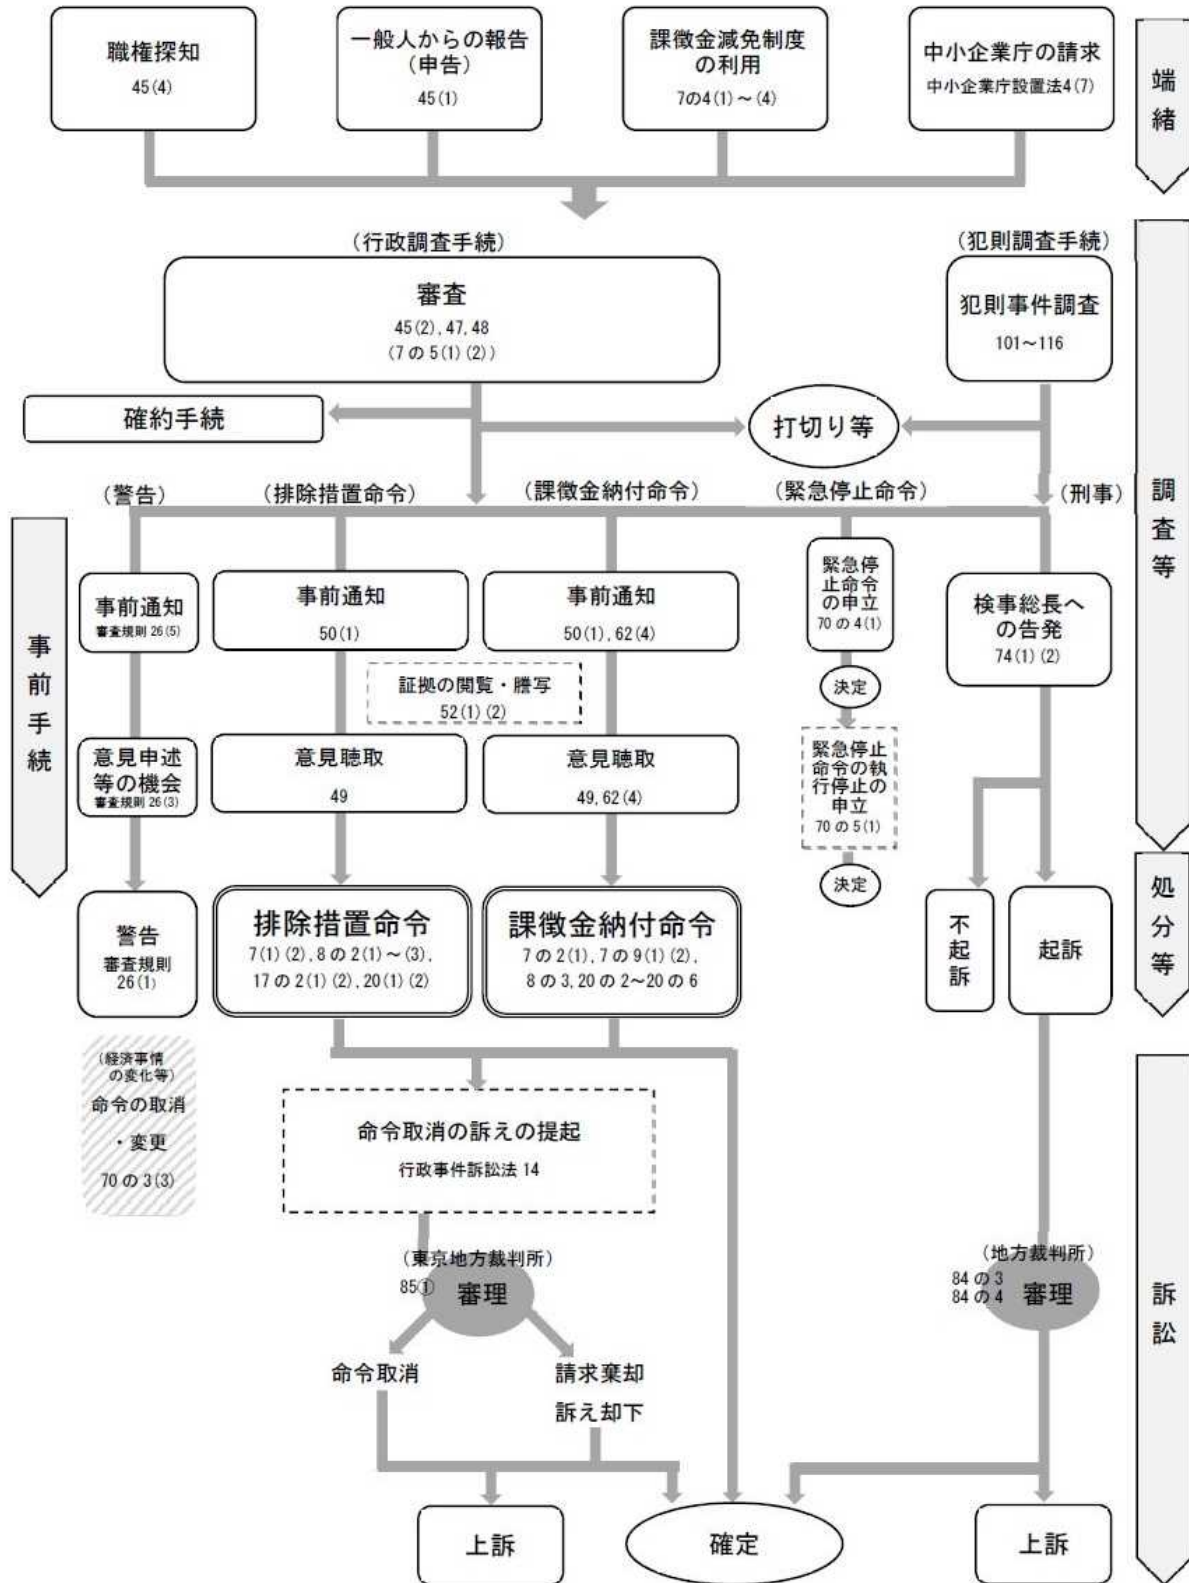 職権探知
45(4)
一般人からの報告
(申告)
45(1)
課徴金減免制度
の利用
7の4(1)～(4)
中小企業庁の請求
中小企業庁設置法4(7)
端緒
(行政調査手続)
審査
45(2),47,48
(7の5(1)(2))
(犯則調査手続)
犯則事件調査
101～116
確約手続
打切り等
調査等
(警告)
(排除措置命令)
(課徴金納付命令)
(緊急停止命令)
(刑事)
事前手続
事前通知
審査規則 26(5)
事前通知
50(1)
事前通知
50(1),62(4)
緊急停
止命令
の申立
70の4(1)
検事総長へ
の告発
74(1)(2)
証拠の閲覧・謄写
52(1)(2)
決定
意見申述
等の機会
審査規則 26(3)
意見聴取
49
意見聴取
49,62(4)
緊急停止
命令の執
行停止の
申立
70の5(1)
決定
処分等
警告
審査規則
26(1)
排除措置命令
7(1)(2),8の2(1)～(3),
17の2(1)(2),20(1)(2)
課徴金納付命令
7の2(1),7の9(1)(2),
8の3,20の2～20の6
不起訴
起訴
(経済事情
の変化等)
命令の取消
・変更
70の3(3)
命令取消の訴えの提起
行政事件訴訟法 14
訴訟
(東京地方裁判所)
85①
審理
(地方裁判所)
84の3
84の4
審理
命令取消
請求棄却
訴え却下
上訴
確定
上訴